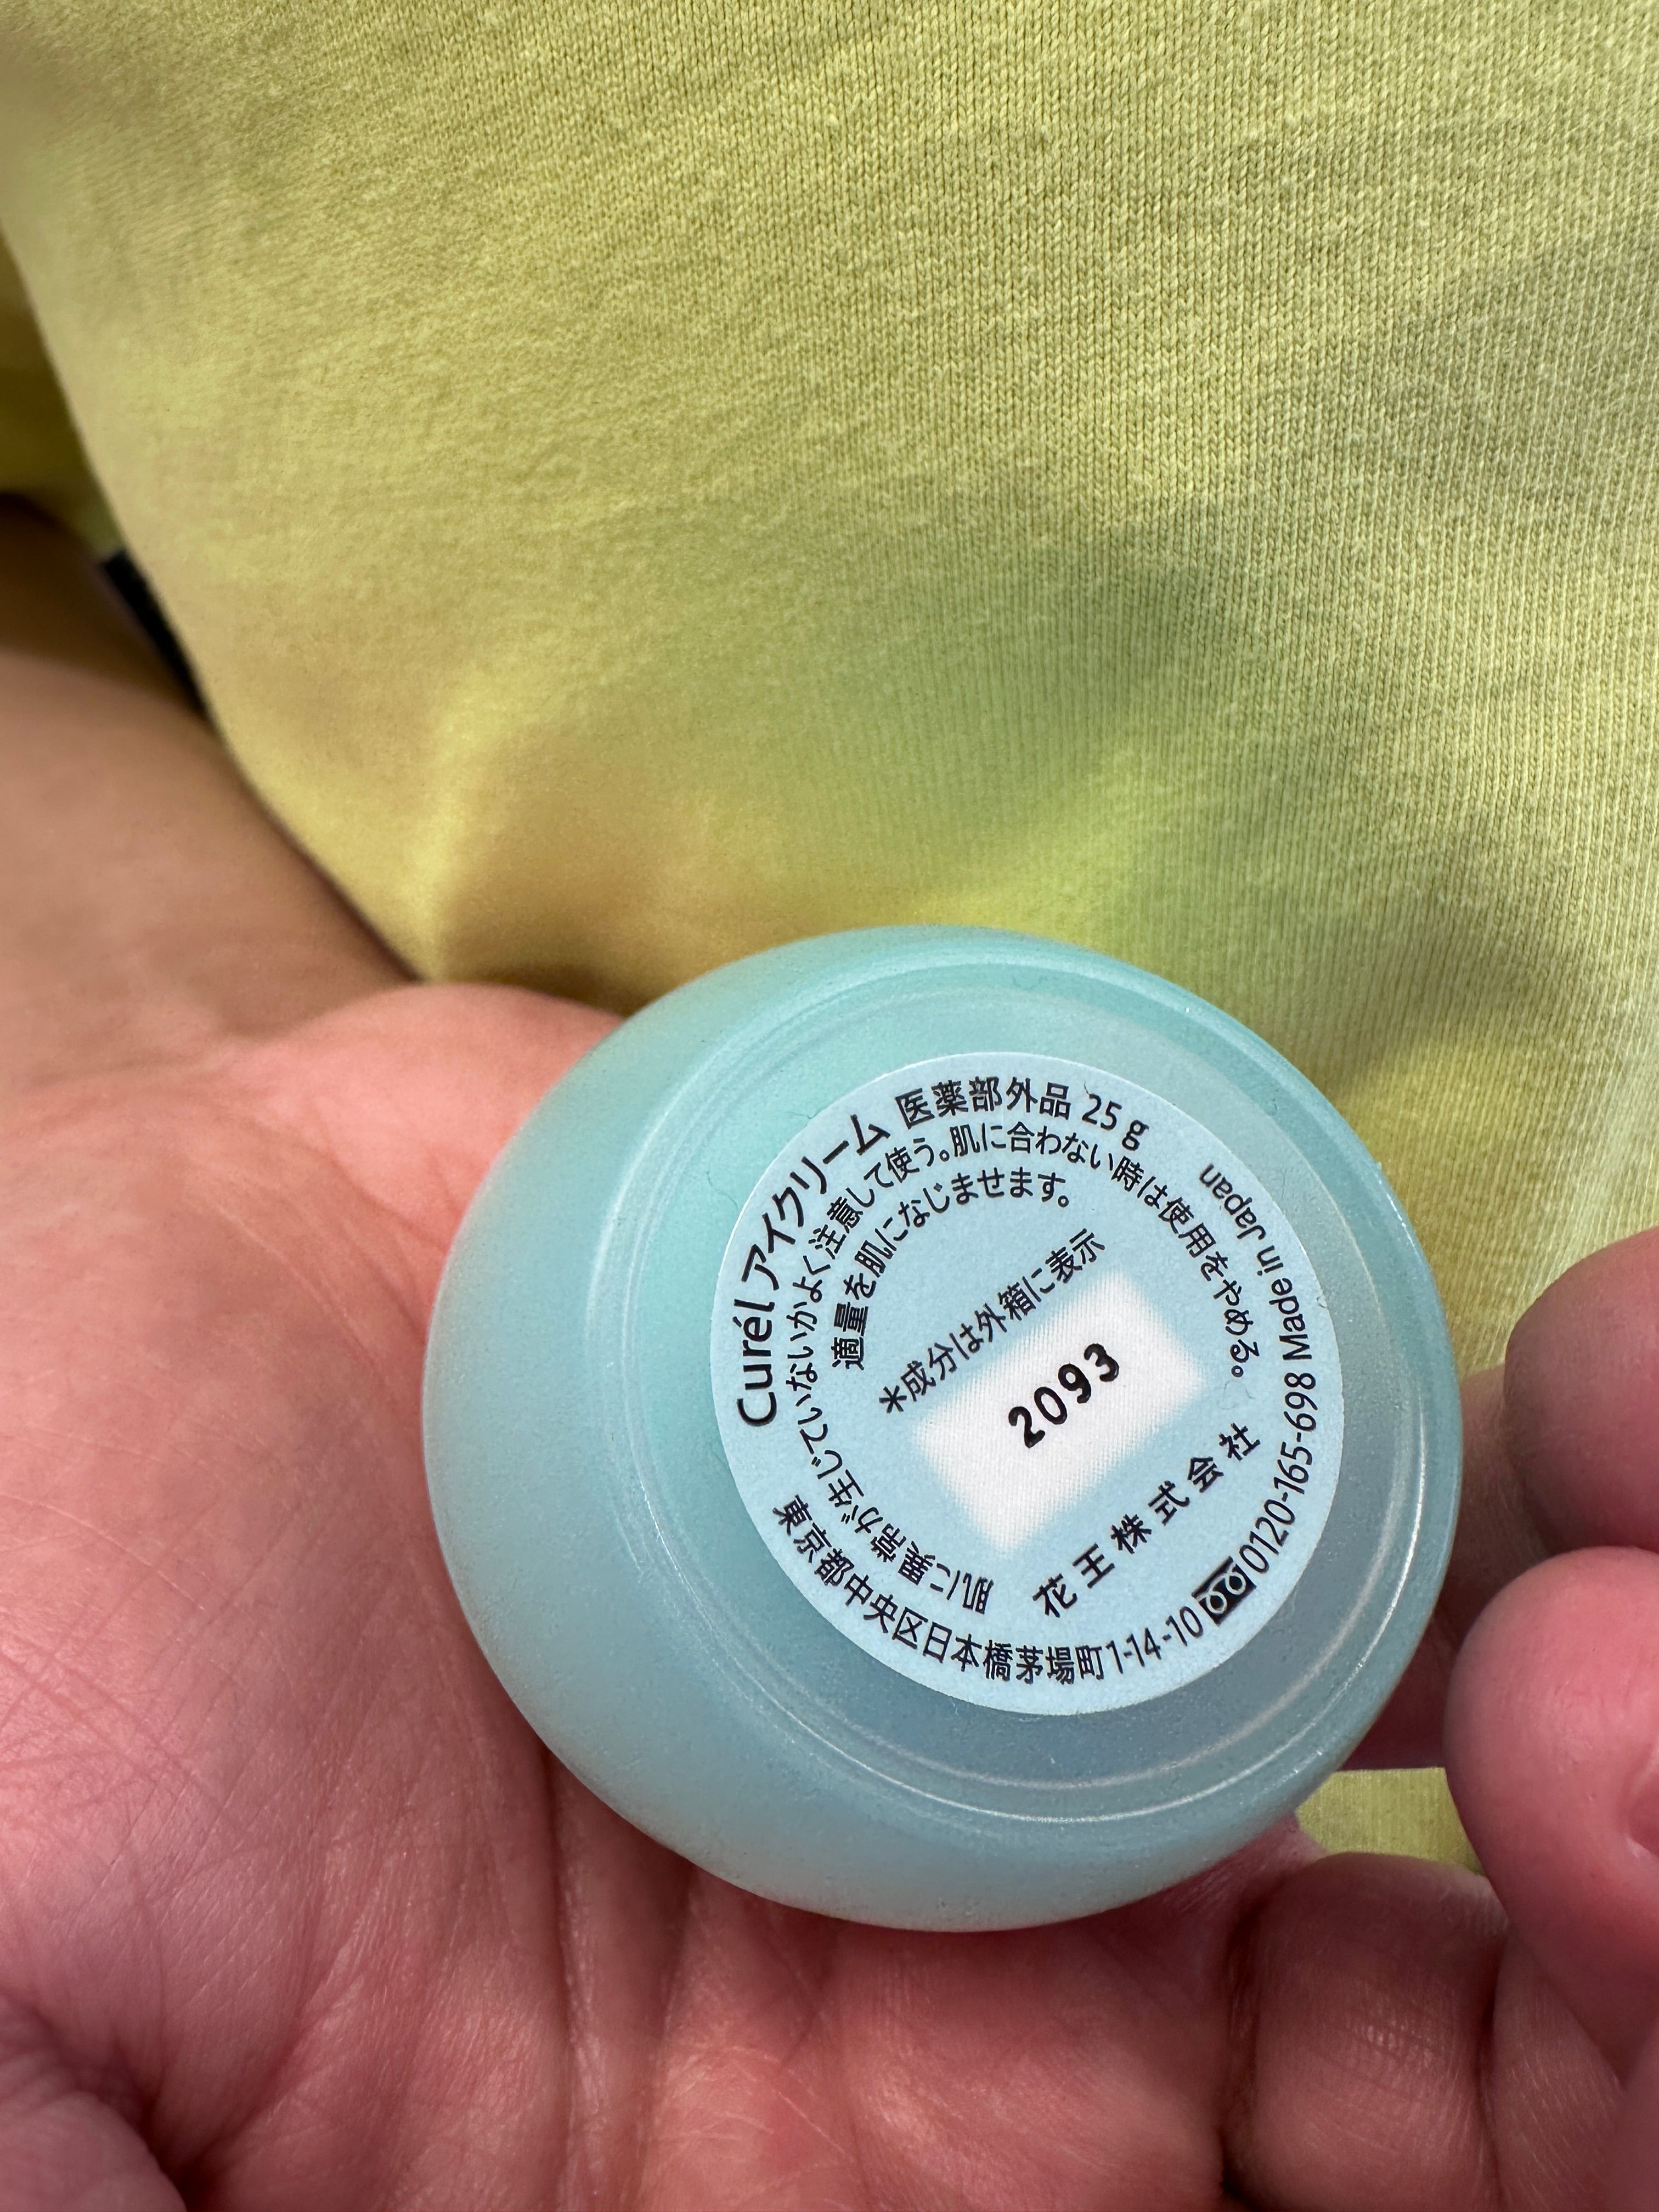 Curél アイクリーム 医薬部外品 25 g
肌に異常が生じていないかよく注意して使う。肌に合わない時は使用をやめる。
適量を肌になじませます。
＊成分は外箱に表示
2093
花王株式会社
東京都中央区日本橋茅場町1-14-10 0120-165-698 Made in Japan